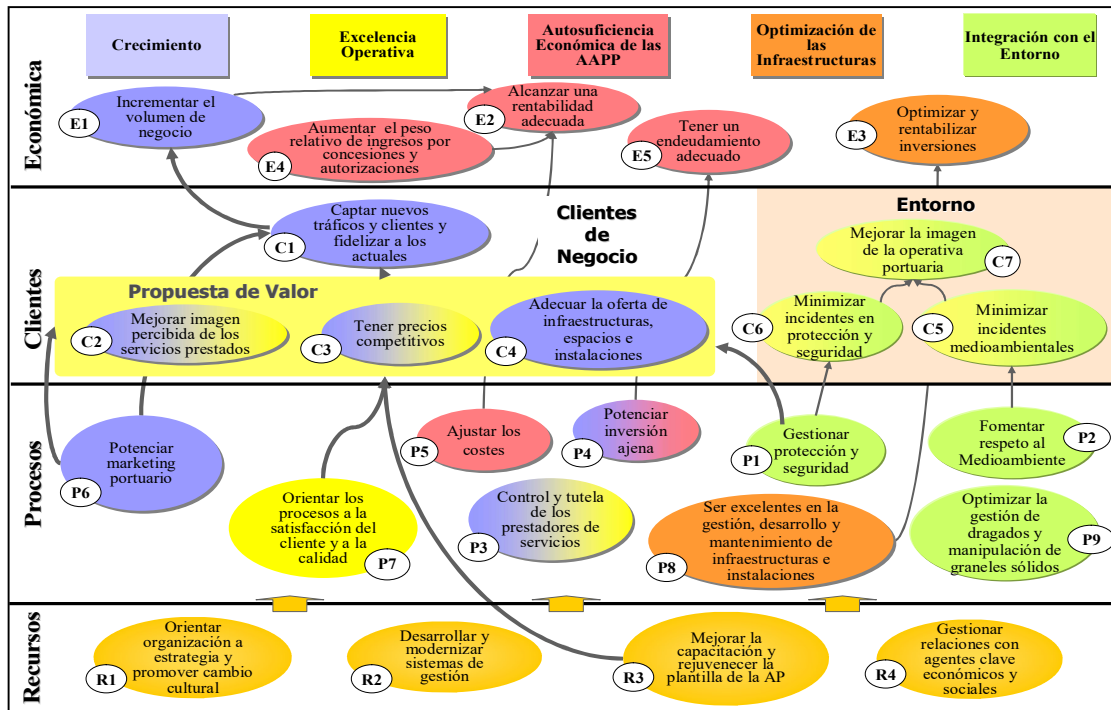 Económica
Crecimiento
Excelencia
Operativa
Autosuficiencia
Económica de las
AAPP
Optimización de
las
Infraestructuras
Integración con el
Entorno
E1
Incrementar el
volumen de
negocio
E4
Aumentar el peso
relativo de ingresos por
concesiones y
autorizaciones
E2
Alcanzar una
rentabilidad
adecuada
E5
Tener un
endeudamiento
adecuado
E3
Optimizar y
rentabilizar
inversiones
Clientes
C1
Captar nuevos
tráficos y clientes y
fidelizar a los
actuales
Clientes
de
Negocio
Propuesta de Valor
C2
Mejorar imagen
percibida de los
servicios prestados
C3
Tener precios
competitivos
C4
Adecuar la oferta de
infraestructuras,
espacios e
instalaciones
Entorno
Mejorar la imagen
de la operativa
portuaria
C7
C6
Minimizar
incidentes en
protección y
seguridad
C5
Minimizar
incidentes
medioambientales
Procesos
P6
Potenciar
marketing
portuario
Orientar los
procesos a la
satisfacción del
cliente y a la
calidad
P7
P5
Ajustar los
costes
P4
Potenciar
inversión
ajena
P3
Control y tutela
de los
prestadores de
servicios
P1
Gestionar
protección y
seguridad
P8
Ser excelentes en la
gestión, desarrollo y
mantenimiento de
infraestructuras e
instalaciones
Fomentar
respeto al
Medioambiente
P2
Optimizar la
gestión de
dragados y
manipulación de
graneles sólidos
P9
Recursos
R1
Orientar
organización a
estrategia y
promover cambio
cultural
R2
Desarrollar y
modernizar
sistemas de
gestión
R3
Mejorar la
capacitación y
rejuvenecer la
plantilla de la AP
R4
Gestionar
relaciones con
agentes clave
económicos y
sociales